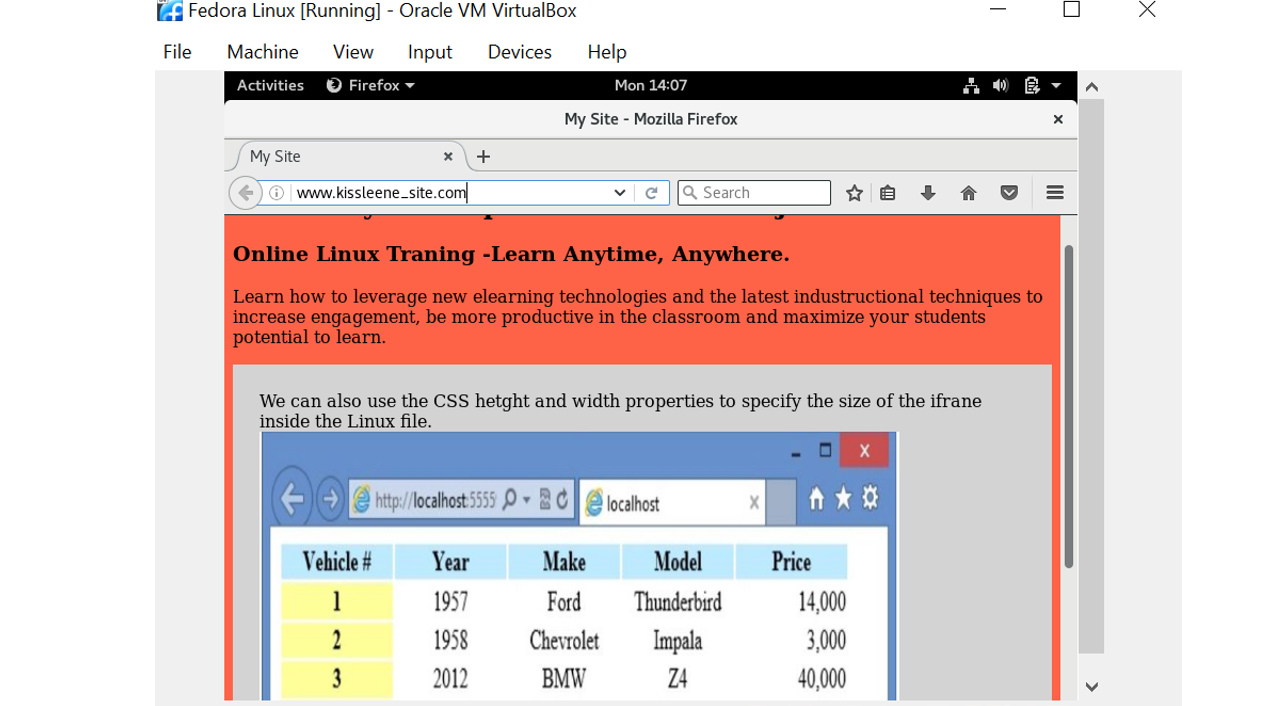 Fedora Linux [Running] - Oracle VM VirtualBox
File Machine View Input Devices Help
Activities Firefox Mon 14:07
My Site - Mozilla Firefox
My Site
www.kissleene_site.com Search
Online Linux Traning -Learn Anytime, Anywhere.
Learn how to leverage new elearning technologies and the latest industructional techniques to
increase engagement, be more productive in the classroom and maximize your students
potential to learn.
We can also use the CSS hetght and width properties to specify the size of the ifrane
inside the Linux file.
http://localhost:5555 localhost
Vehicle # Year Make Model Price
1 1957 Ford Thunderbird 14,000
2 1958 Chevrolet Impala 3,000
3 2012 BMW Z4 40,000